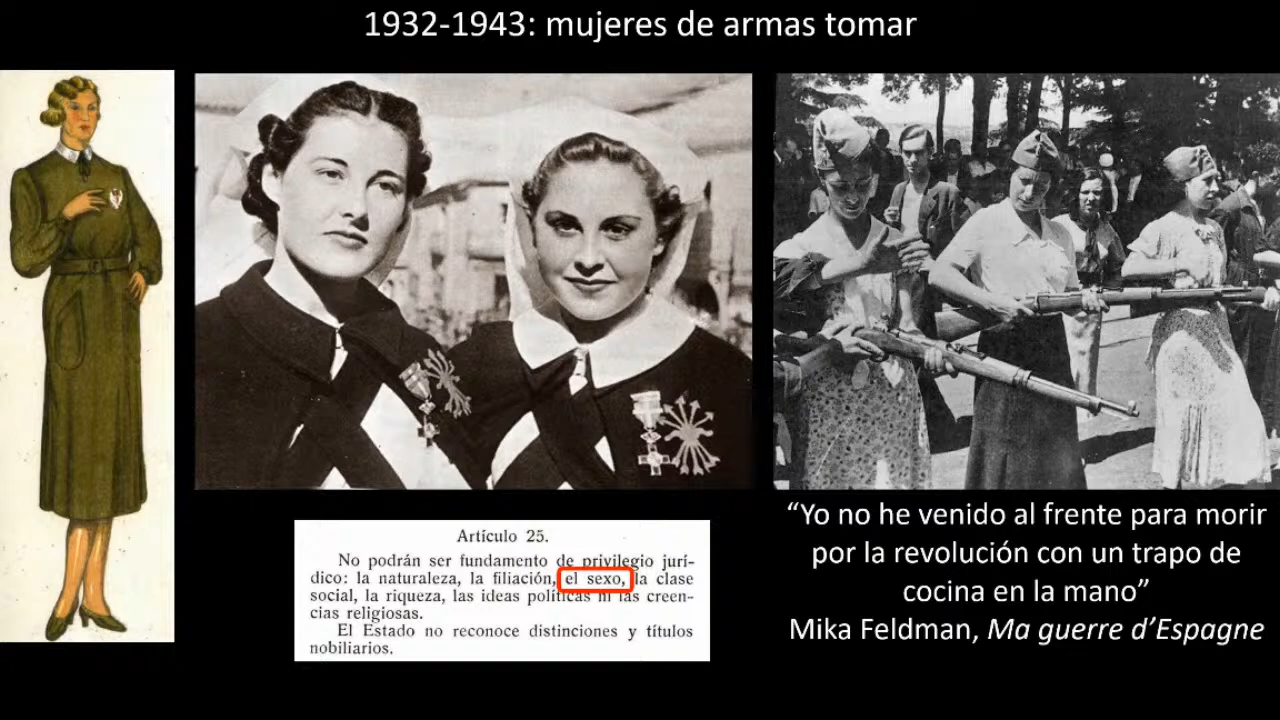 1932-1943: mujeres de armas tomar
Artículo 25.
No podrán ser fundamento de privilegio jurí-
dico: la naturaleza, la filiación, el sexo, la clase
social, la riqueza, las ideas políticas ni las creen-
cias religiosas.
El Estado no reconoce distinciones y títulos
nobiliarios.
“Yo no he venido al frente para morir
por la revolución con un trapo de
cocina en la mano”
Mika Feldman, Ma guerre d’Espagne